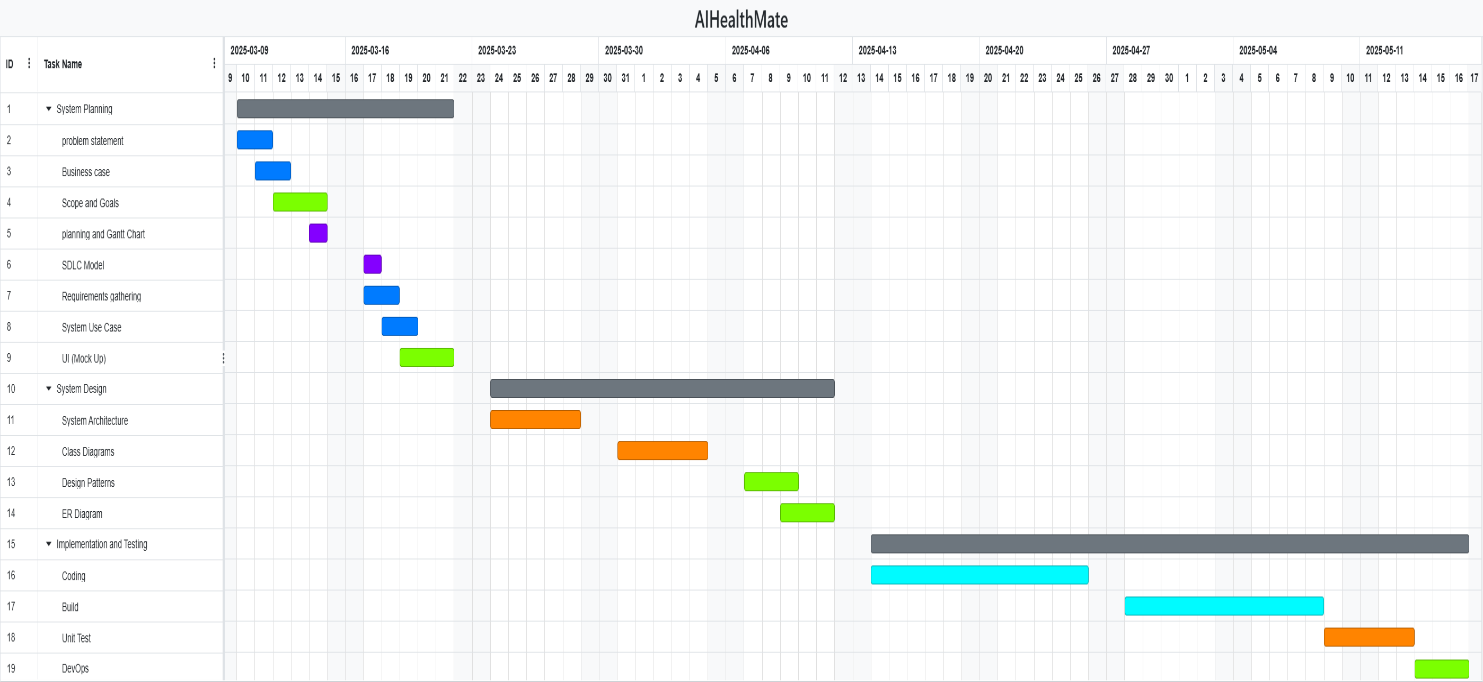 AIHealthMate
2025-03-09 2025-03-16 2025-03-23 2025-03-30 2025-04-06 2025-04-13 2025-04-20 2025-04-27 2025-05-04 2025-05-11
ID Task Name
9 10 11 12 13 14 15 16 17 18 19 20 21 22 23 24 25 26 27 28 29 30 31 1 2 3 4 5 6 7 8 9 10 11 12 13 14 15 16 17 18 19 20 21 22 23 24 25 26 27 28 29 30 1 2 3 4 5 6 7 8 9 10 11 12 13 14 15 16 17
1 System Planning
2 problem statement
3 Business case
4 Scope and Goals
5 planning and Gantt Chart
6 SDLC Model
7 Requirements gathering
8 System Use Case
9 UI (Mock Up)
10 System Design
11 System Architecture
12 Class Diagrams
13 Design Patterns
14 ER Diagram
15 Implementation and Testing
16 Coding
17 Build
18 Unit Test
19 DevOps